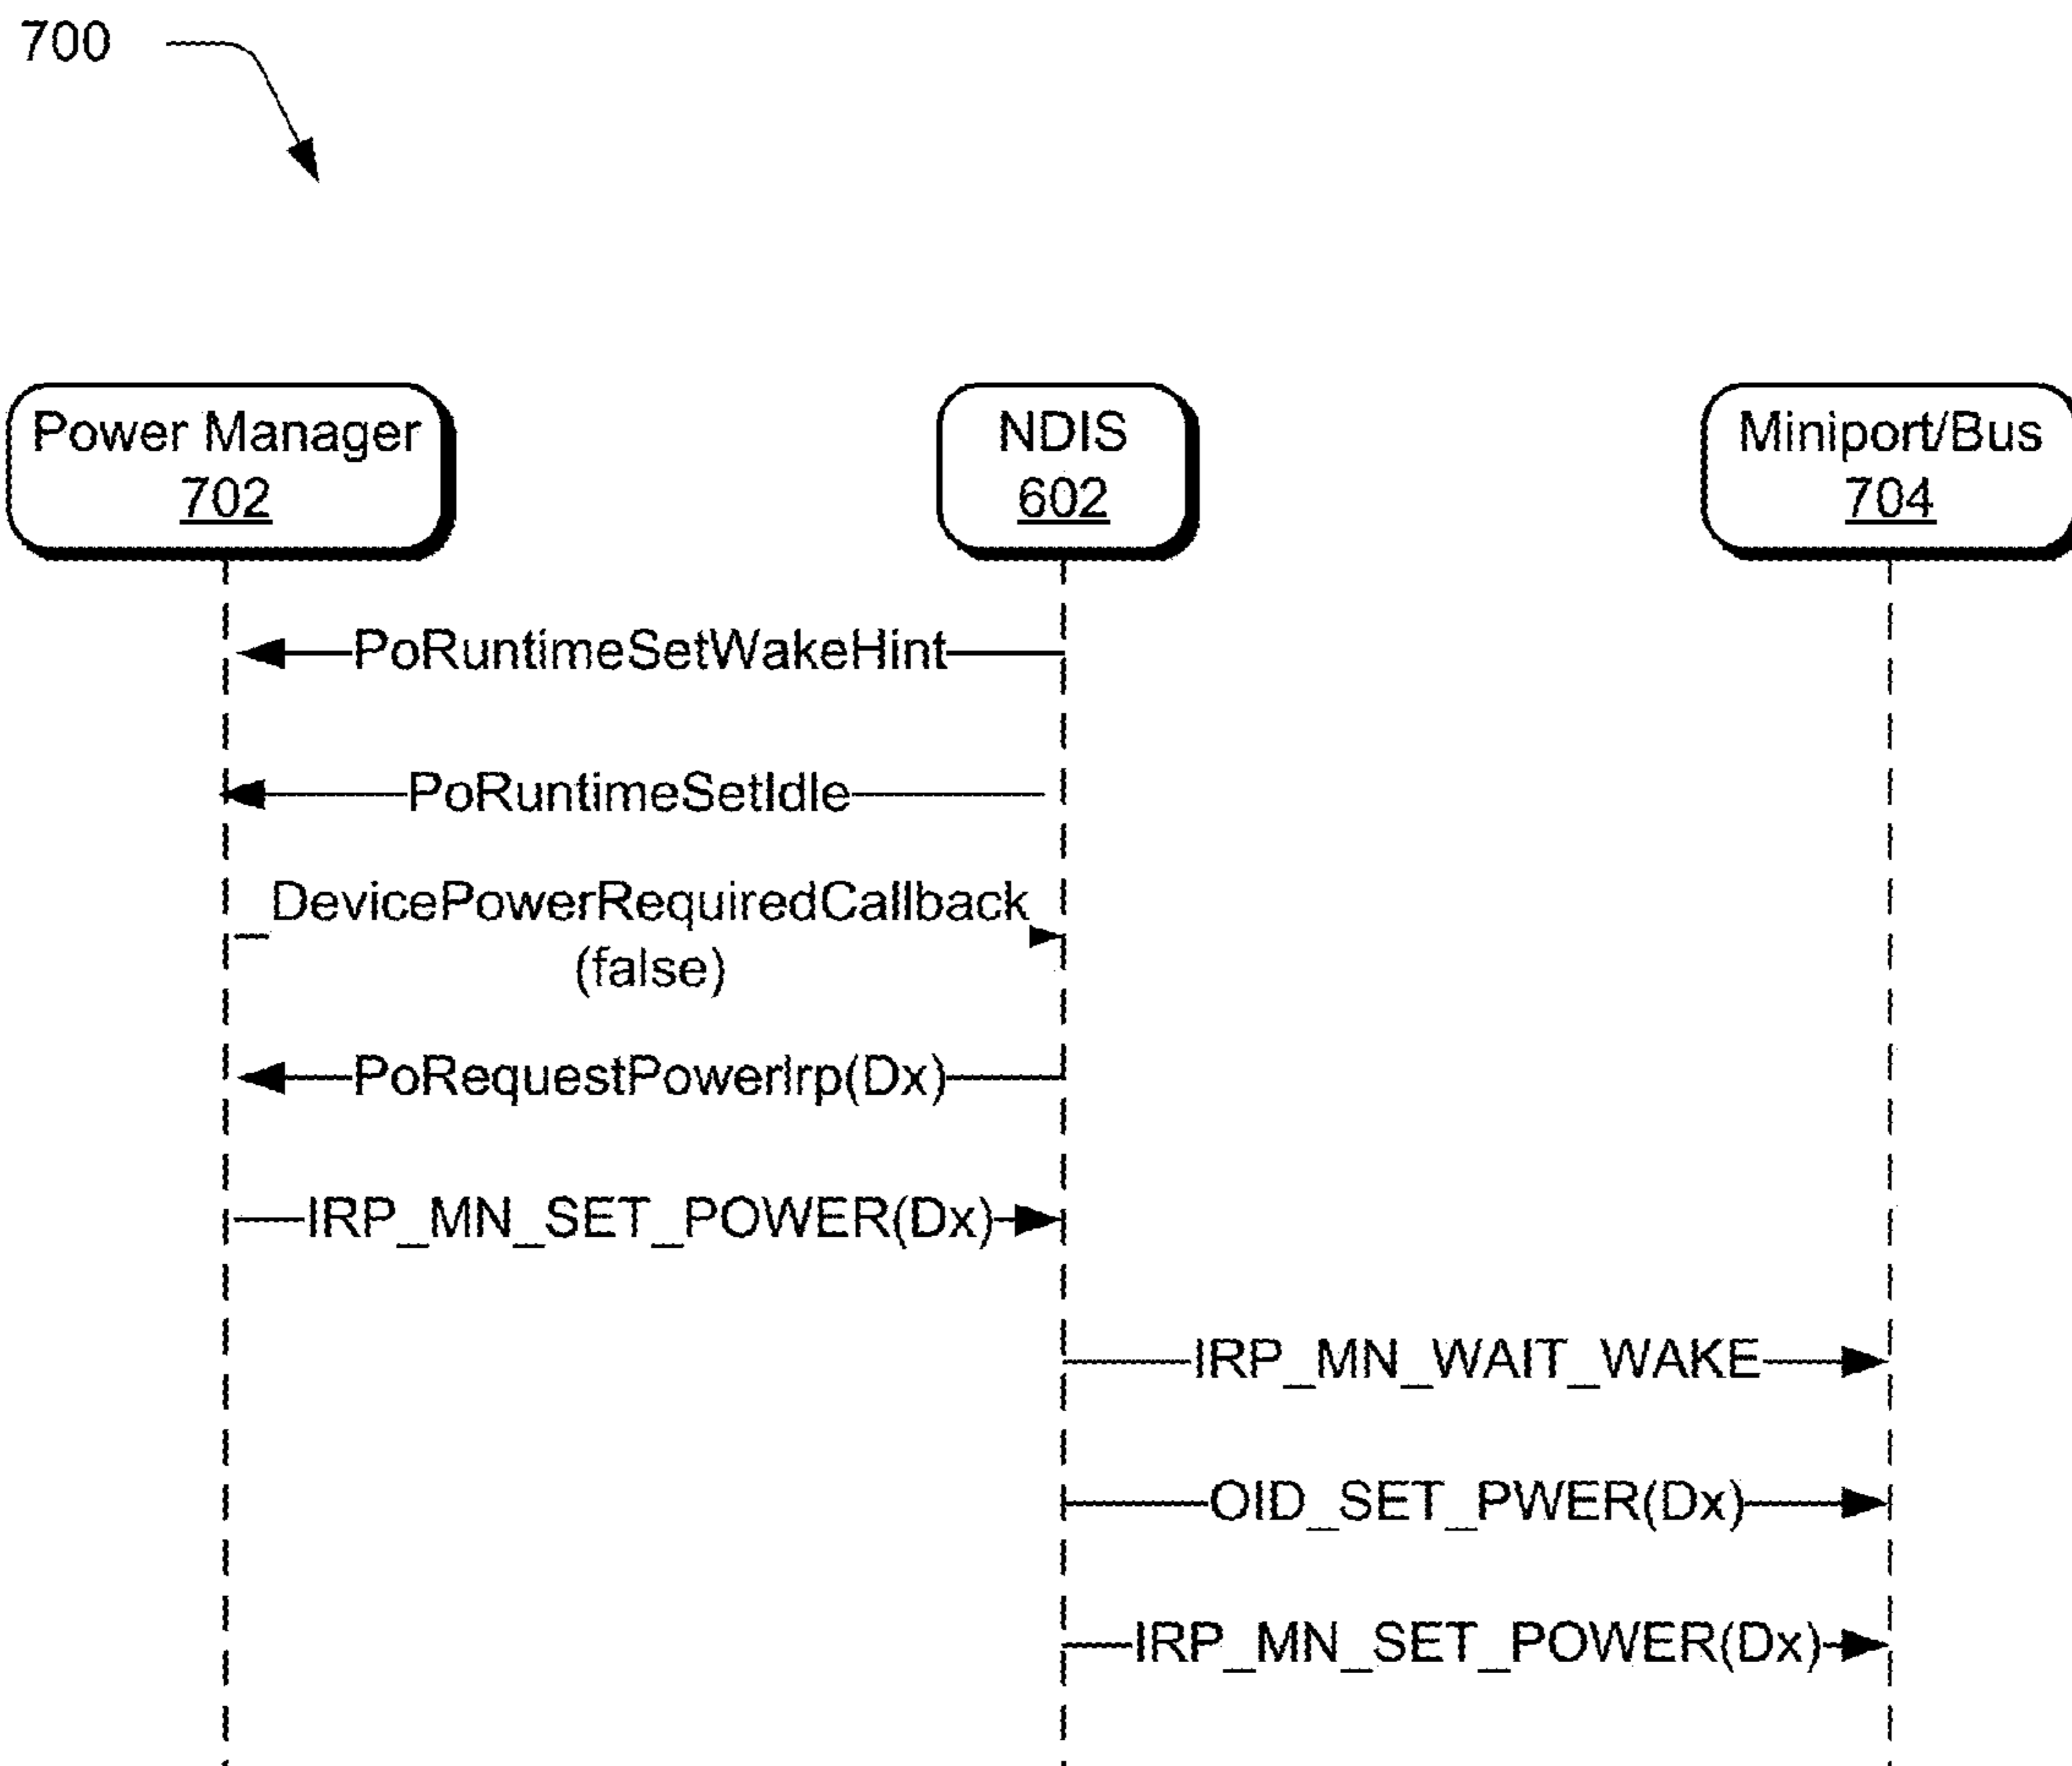 700
Power Manager
702
NDIS
602
Miniport/Bus
704
PoRuntimeSetWakeHint
PoRuntimeSetIdle
DevicePowerRequiredCallback
(false)
PoRequestPowerIrp(Dx)
IRP_MN_SET_POWER(Dx)
IRP_MN_WAIT_WAKE
OID_SET_PWER(Dx)
IRP_MN_SET_POWER(Dx)